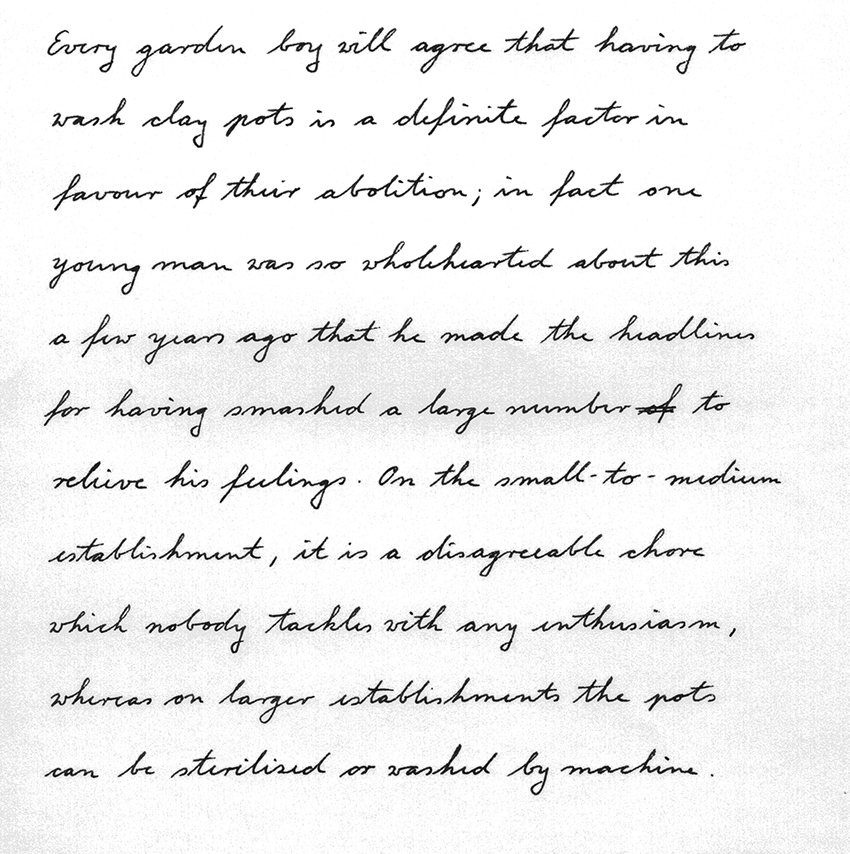 Every garden boy will agree that having to
wash clay pots is a definite factor in
favour of their abolition; in fact one
young man was so wholehearted about this
a few years ago that he made the headlines
for having smashed a large number of to
relieve his feelings. On the small-to-medium
establishment, it is a disagreeable chore
which nobody tackles with any enthusiasm,
whereas on larger establishments the pots
can be sterilised or washed by machine.